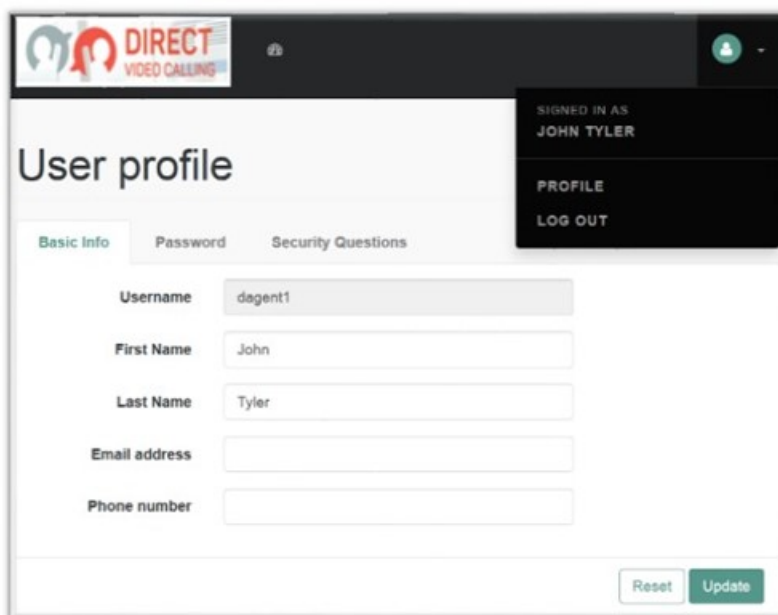 DIRECT
VIDEO CALLING
SIGNED IN AS
JOHN TYLER
PROFILE
LOG OUT
User profile
Basic Info Password Security Questions
Username dagent1
First Name John
Last Name Tyler
Email address
Phone number
Reset Update